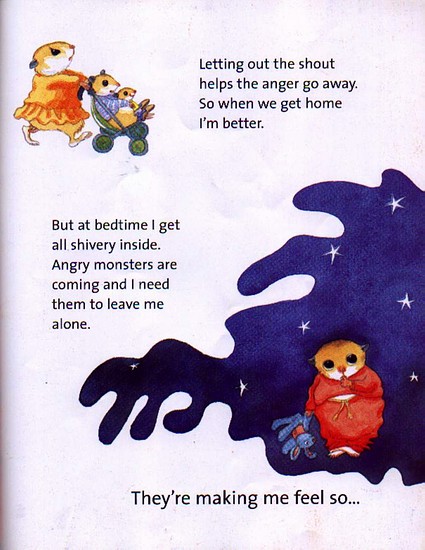 Letting out the shout
helps the anger go away.
So when we get home
I'm better.
But at bedtime I get
all shivery inside.
Angry monsters are
coming and I need
them to leave me
alone.
They're making me feel so...